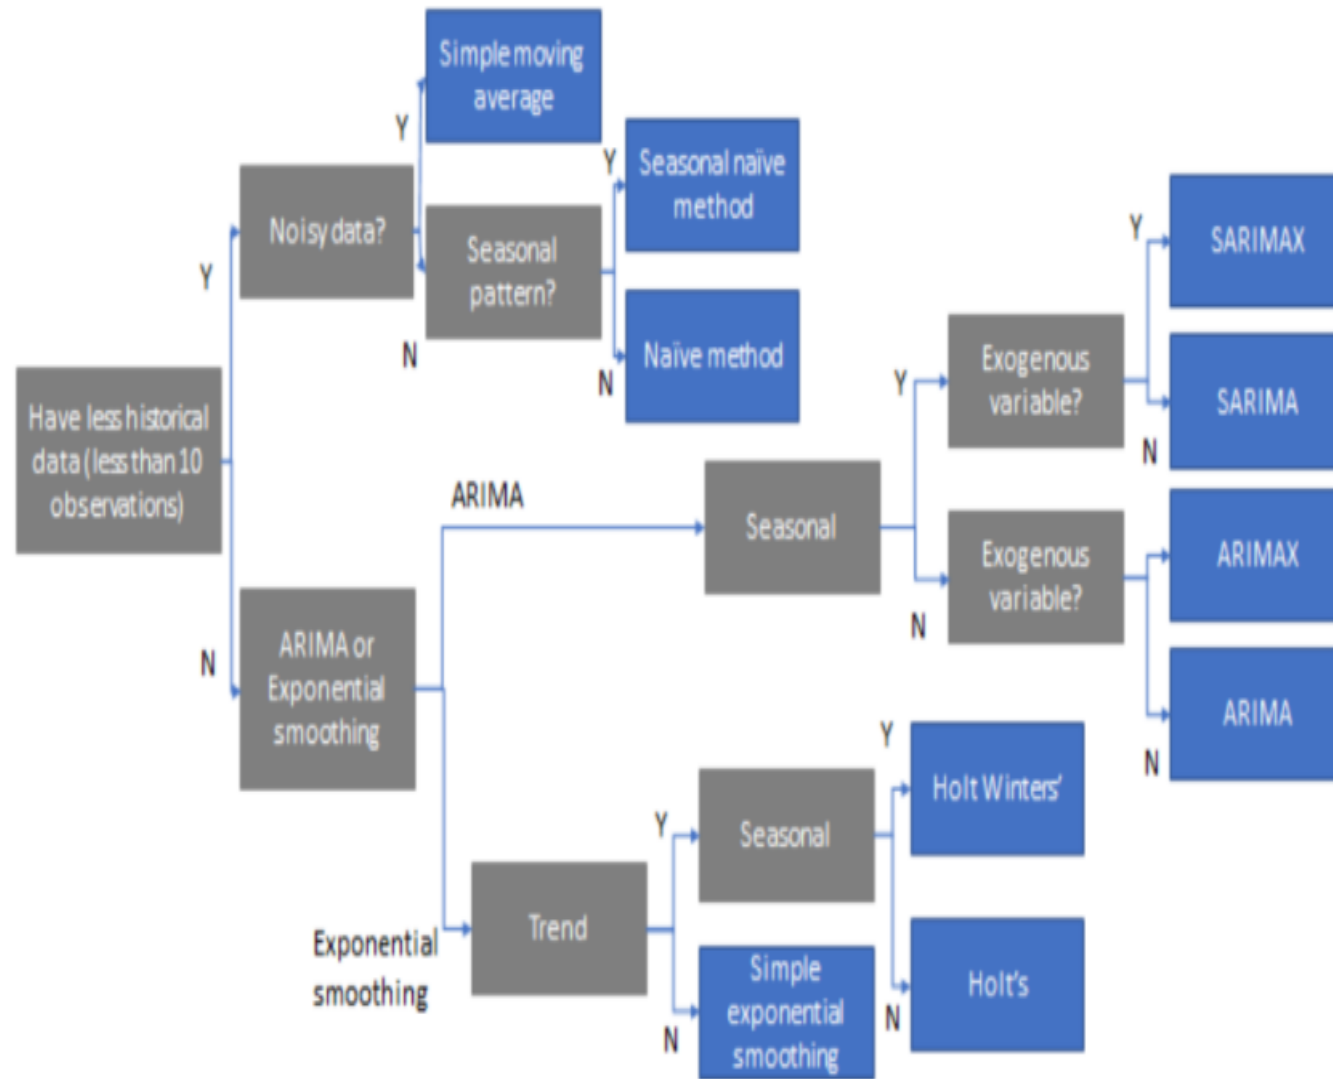 Simple moving
average
Y
Y
Seasonal naïve
method
Noisy data?
Seasonal
pattern?
Y
N
Naïve method
N
Have less historical
data (less than 10
observations)
Y
SARIMAX
Exogenous
variable?
Y
SARIMA
N
ARIMA
Seasonal
Exogenous
variable?
ARIMAX
N
N
ARIMA or
Exponential
smoothing
ARIMA
N
Y
Holt Winters'
Y
Seasonal
Trend
Exponential
smoothing
Simple
exponential
smoothing
N
Holt's
N